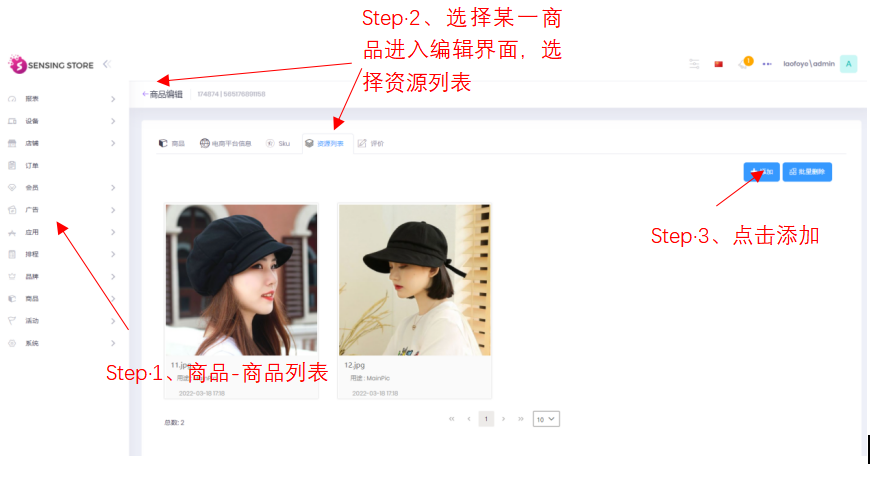 Step·2、选择某一商
品进入编辑界面，选
择资源列表
SENSING STORE
1
laofoye\admin
A
←商品编辑
174874 | 585176891158
报表
设备
店铺
订单
会员
广告
应用
排程
品牌
商品
活动
系统
商品
电商平台信息
Sku
资源列表
评价
+ 添加
批量删除
Step·3、点击添加
11.jpg
用途: MainPic
2022-03-18 17:18
12.jpg
用途: MainPic
2022-03-18 17:18
Step·1、商品-商品列表
总数: 2
1
10